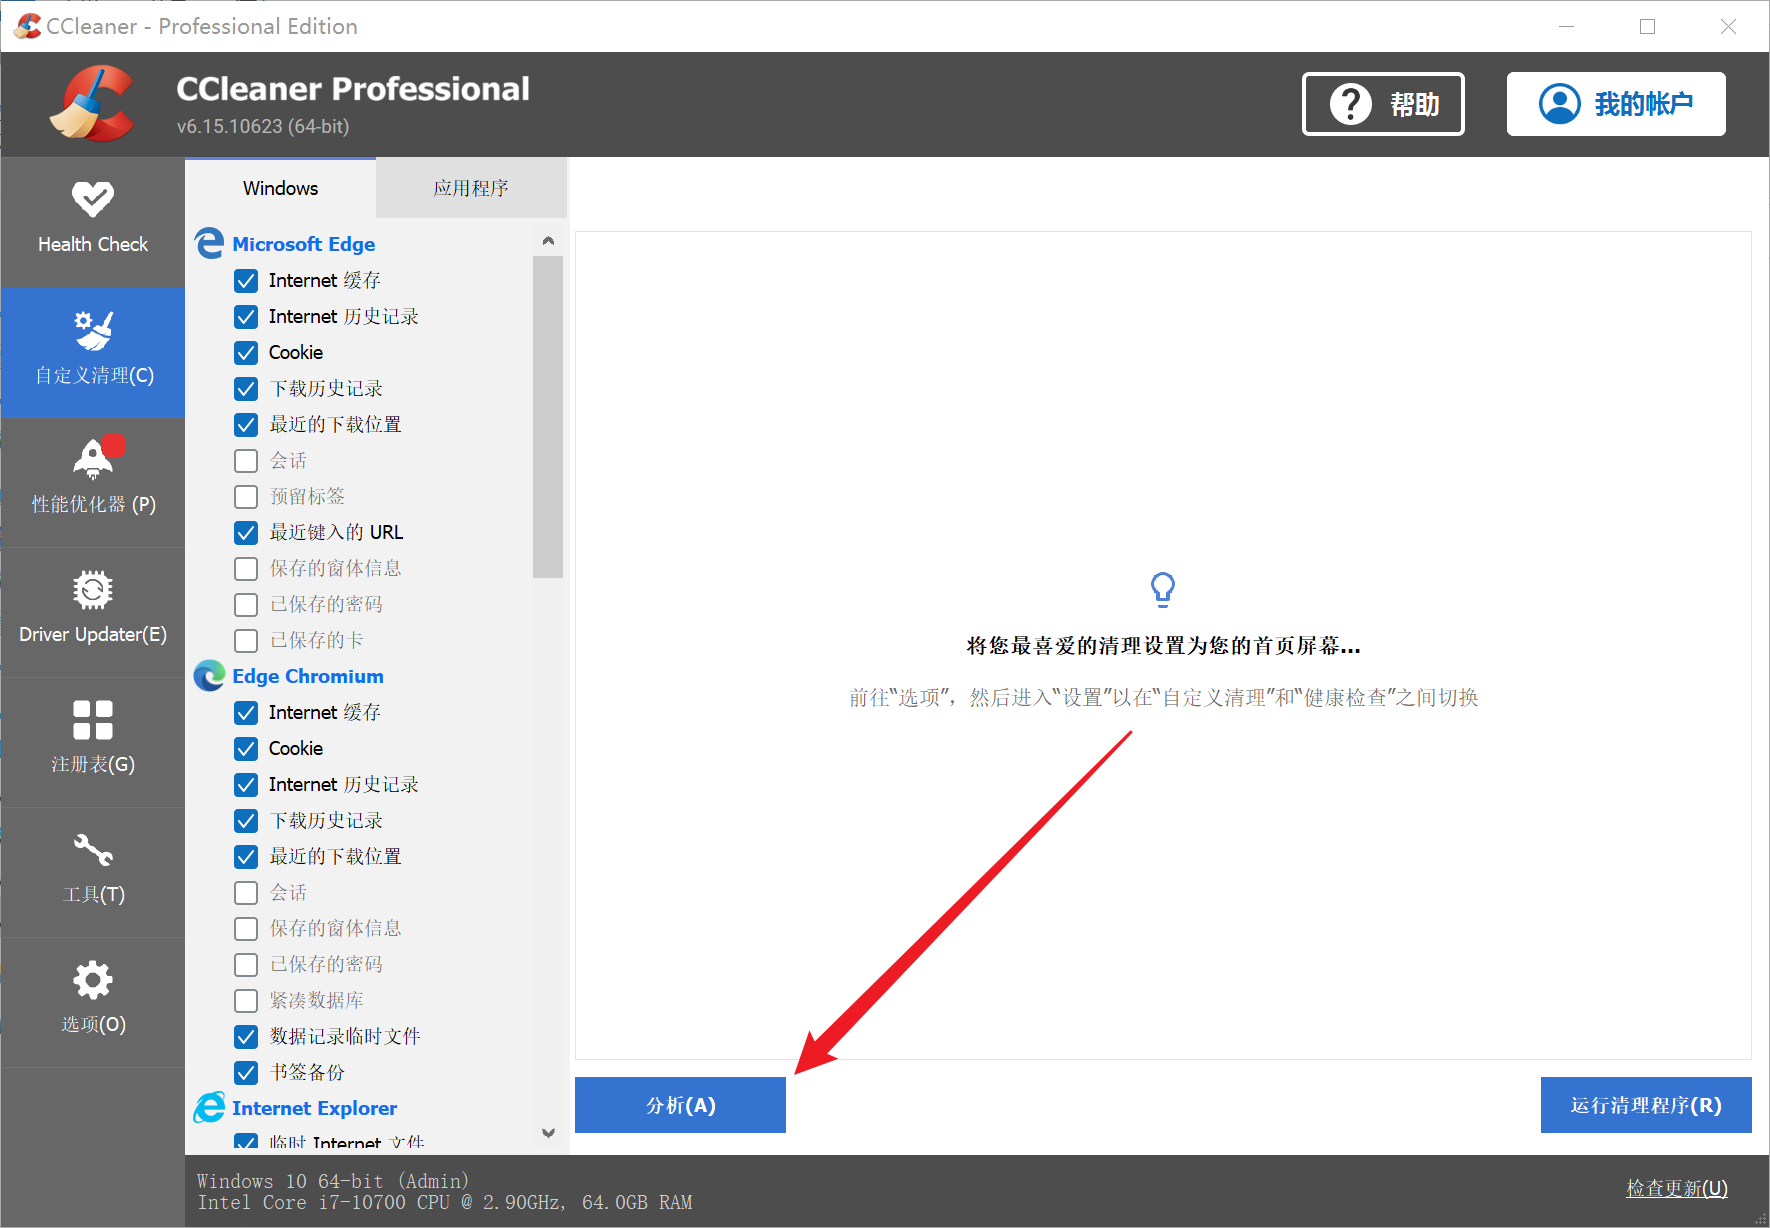 CCleaner - Professional Edition
CCleaner Professional
v6.15.10623 (64-bit)
帮助
我的帐户
Health Check
自定义清理(C)
性能优化器 (P)
Driver Updater(E)
注册表(G)
工具(T)
选项(O)
Windows
应用程序
Microsoft Edge
Internet 缓存
Internet 历史记录
Cookie
下载历史记录
最近的下载位置
会话
预留标签
最近键入的 URL
保存的窗体信息
已保存的密码
已保存的卡
Edge Chromium
Internet 缓存
Cookie
Internet 历史记录
下载历史记录
最近的下载位置
会话
保存的窗体信息
已保存的密码
紧凑数据库
数据记录临时文件
书签备份
Internet Explorer
临时 Internet 文件
将您最喜爱的清理设置为您的首页屏幕...
前往“选项”，然后进入“设置”以在“自定义清理”和“健康检查”之间切换
分析(A)
运行清理程序(R)
Windows 10 64-bit (Admin)
Intel Core i7-10700 CPU @ 2.90GHz, 64.0GB RAM
检查更新(U)